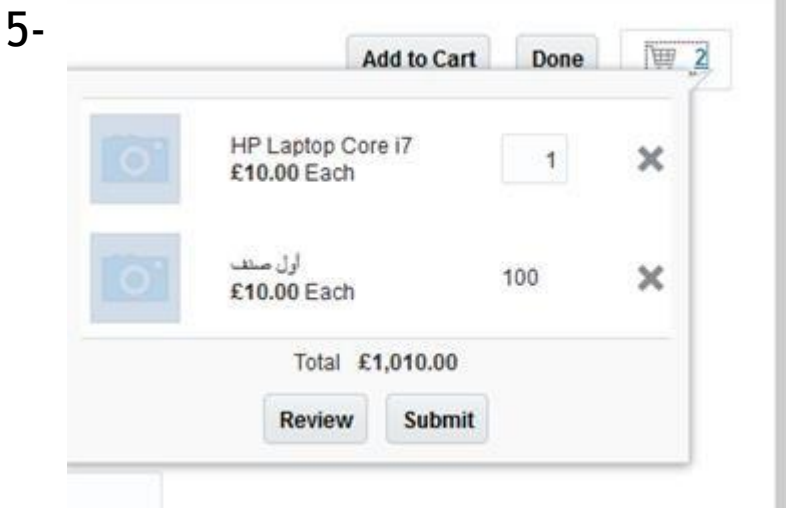 5-
Add to Cart Done 2
HP Laptop Core i7
£10.00 Each 1
أول صنف
£10.00 Each 100
Total £1,010.00
Review Submit